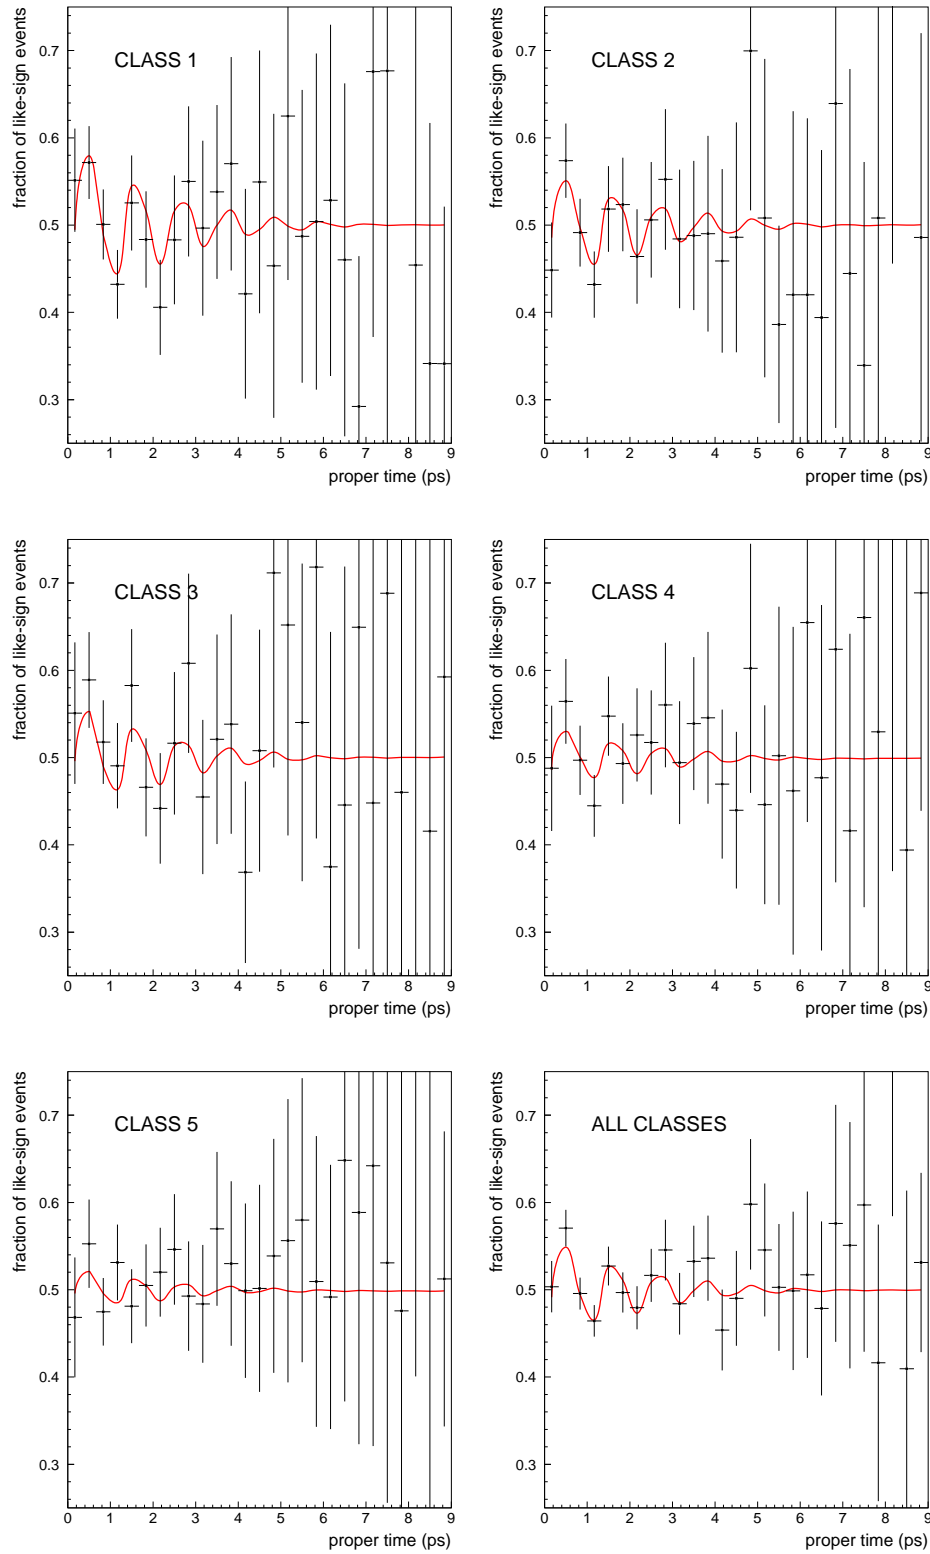 fraction of like-sign events
CLASS 1
0.7
0.6
0.5
0.4
0.3
0 1 2 3 4 5 6 7 8 9
proper time (ps)
fraction of like-sign events
CLASS 2
0.7
0.6
0.5
0.4
0.3
0 1 2 3 4 5 6 7 8 9
proper time (ps)
fraction of like-sign events
CLASS 3
0.7
0.6
0.5
0.4
0.3
0 1 2 3 4 5 6 7 8 9
proper time (ps)
fraction of like-sign events
CLASS 4
0.7
0.6
0.5
0.4
0.3
0 1 2 3 4 5 6 7 8 9
proper time (ps)
fraction of like-sign events
CLASS 5
0.7
0.6
0.5
0.4
0.3
0 1 2 3 4 5 6 7 8 9
proper time (ps)
fraction of like-sign events
ALL CLASSES
0.7
0.6
0.5
0.4
0.3
0 1 2 3 4 5 6 7 8 9
proper time (ps)